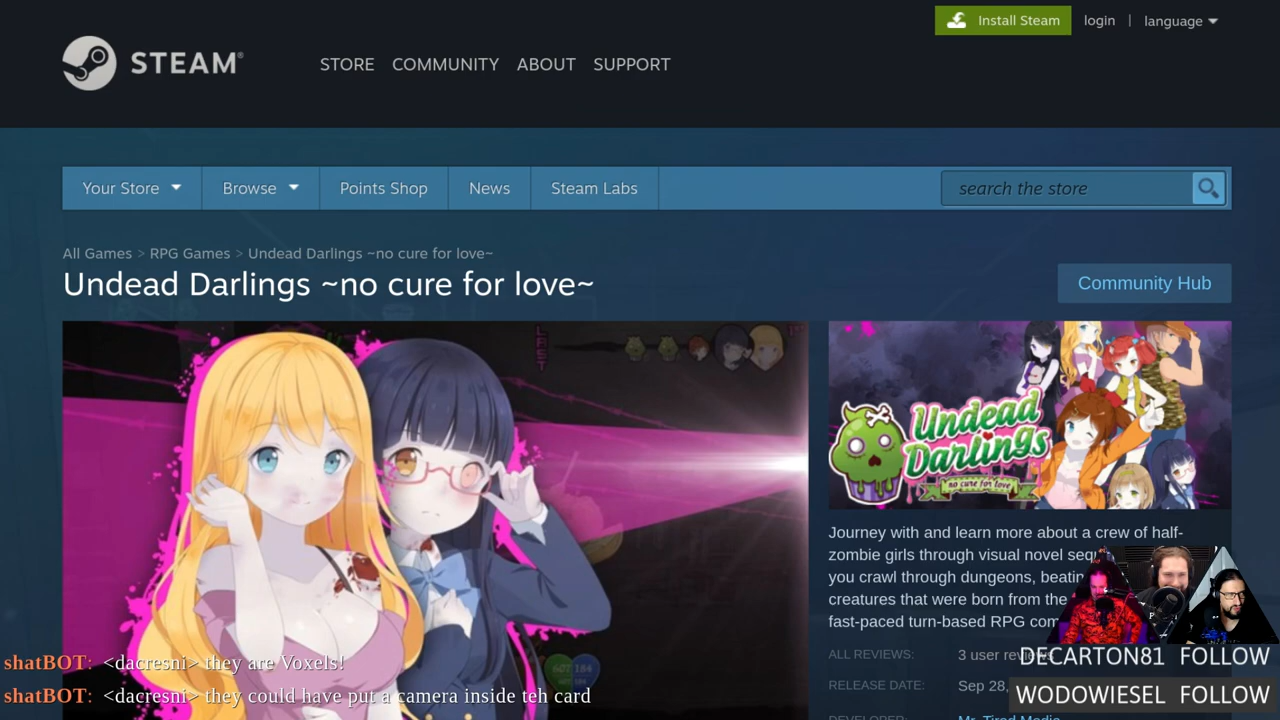 Install Steam
login | language
STEAM®
STORE COMMUNITY ABOUT SUPPORT
Your Store Browse Points Shop News Steam Labs
search the store
All Games > RPG Games > Undead Darlings ~no cure for love~
Undead Darlings ~no cure for love~
Community Hub
LAST
Undead
Darlings
no cure for love
Journey with and learn more about a crew of half-
zombie girls through visual novel
you crawl through dungeons,
creatures that were born from the
fast-paced turn-based RPG
shatBOT: <dacresni> they are Voxels!
ALL REVIEWS: 3 user
DECARTON81 FOLLOW
shatBOT: <dacresni> they could have put a camera inside teh card
RELEASE DATE: Sep 28,
WODOWIESEL FOLLOW